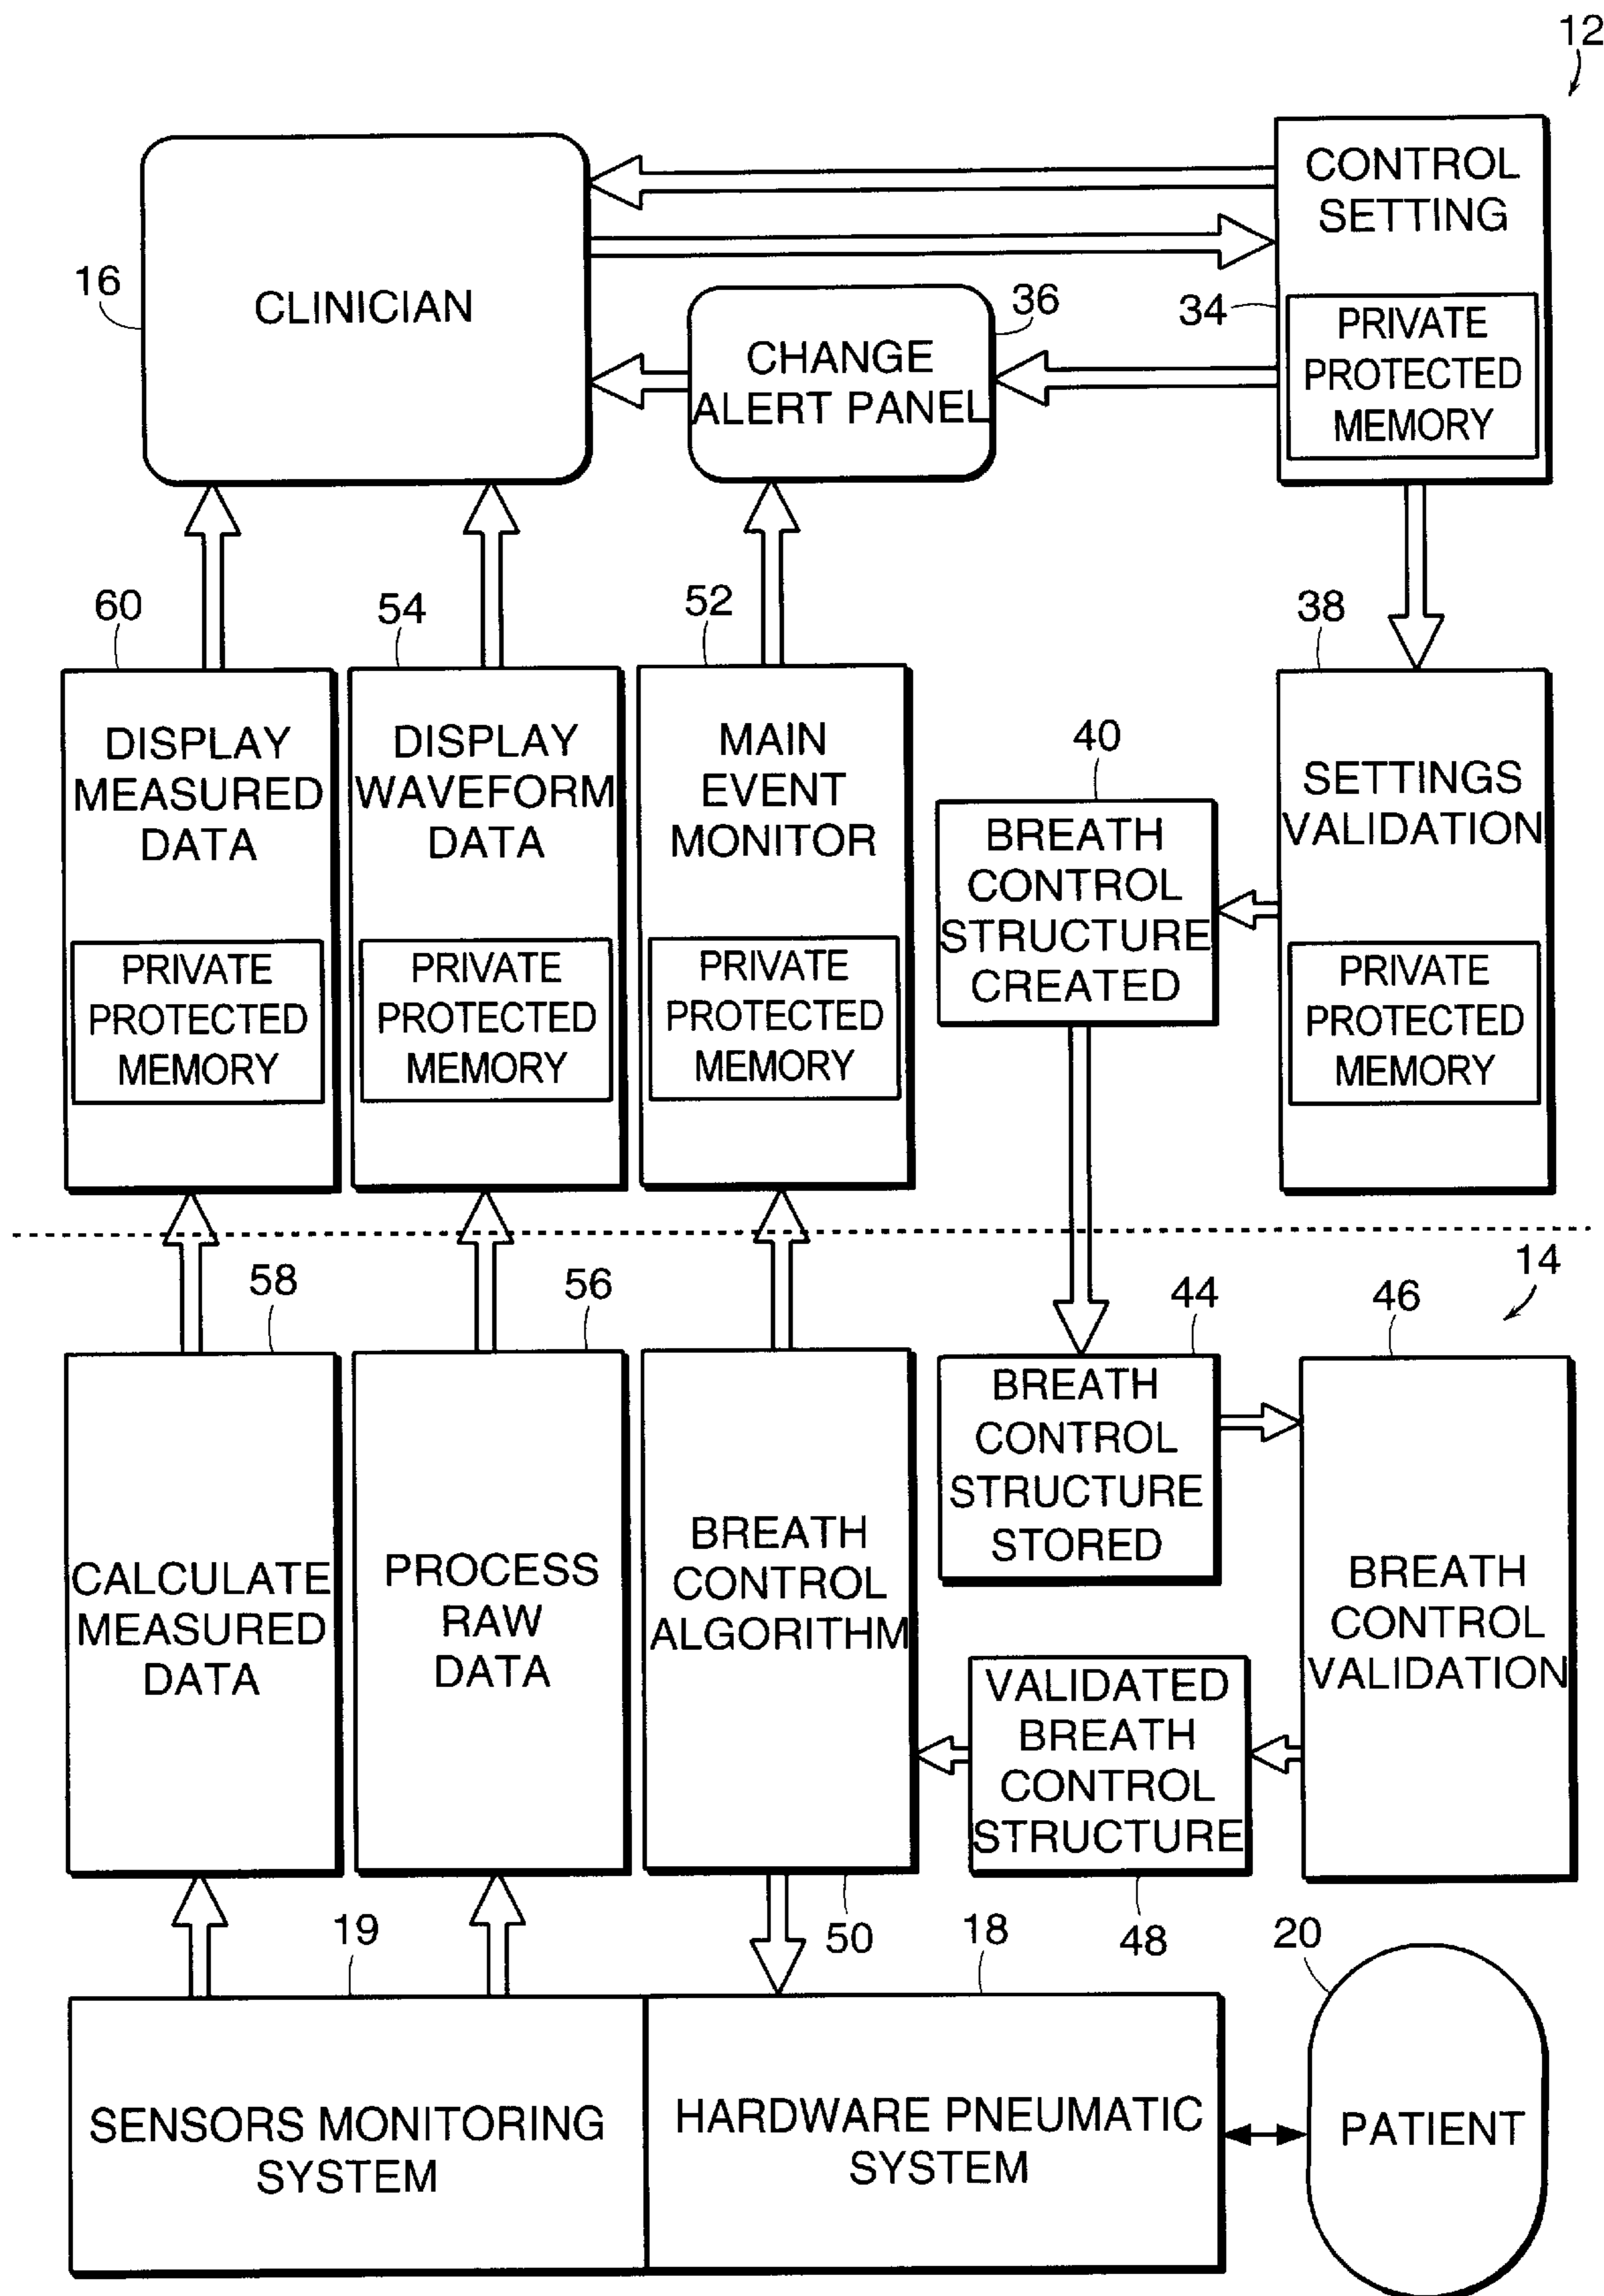 12
CONTROL
SETTING
34
PRIVATE
PROTECTED
MEMORY
16
CLINICIAN
36
CHANGE
ALERT PANEL
60
DISPLAY
MEASURED
DATA
PRIVATE
PROTECTED
MEMORY
54
DISPLAY
WAVEFORM
DATA
PRIVATE
PROTECTED
MEMORY
52
MAIN
EVENT
MONITOR
PRIVATE
PROTECTED
MEMORY
40
BREATH
CONTROL
STRUCTURE
CREATED
38
SETTINGS
VALIDATION
PRIVATE
PROTECTED
MEMORY
14
58
CALCULATE
MEASURED
DATA
56
PROCESS
RAW
DATA
BREATH
CONTROL
ALGORITHM
50
44
BREATH
CONTROL
STRUCTURE
STORED
46
BREATH
CONTROL
VALIDATION
VALIDATED
BREATH
CONTROL
STRUCTURE
48
19
SENSORS MONITORING
SYSTEM
18
HARDWARE PNEUMATIC
SYSTEM
20
PATIENT